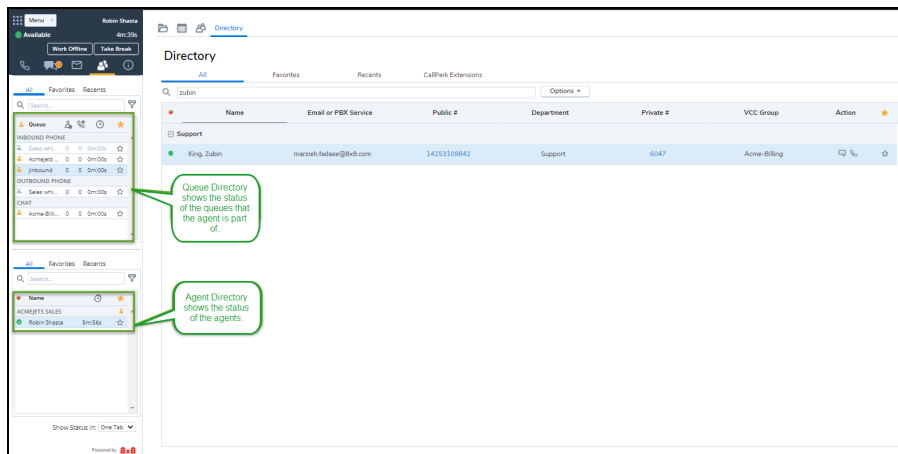 Menu
Robin Shasta
Available 4m:39s
Work Offline Take Break
All Favorites Recents
Search...
Queue
INBOUND PHONE
Sales whi... 0 0 0m:00s
Acmejets ... 0 0 0m:00s
Jinbound 0 0 0m:00s
OUTBOUND PHONE
Sales whi... 0 0 0m:00s
CHAT
Acme-Billi... 0 0 0m:00s
All Favorites Recents
Search...
Name
ACMEJETS SALES
Robin Shasta 5m:56s
Show Status in: One Tab
Powered by 8x8
Directory
Directory
All Favorites Recents CallPark Extensions
zubin Options
Name Email or PBX Service Public # Department Private # VCC Group Action
Support
King, Zubin marzieh.fadaee@8x8.com 14253109842 Support 6047 Acme-Billing
Queue Directory
shows the status
of the queues that
the agent is part
of.
Agent Directory
shows the status
of the agents.